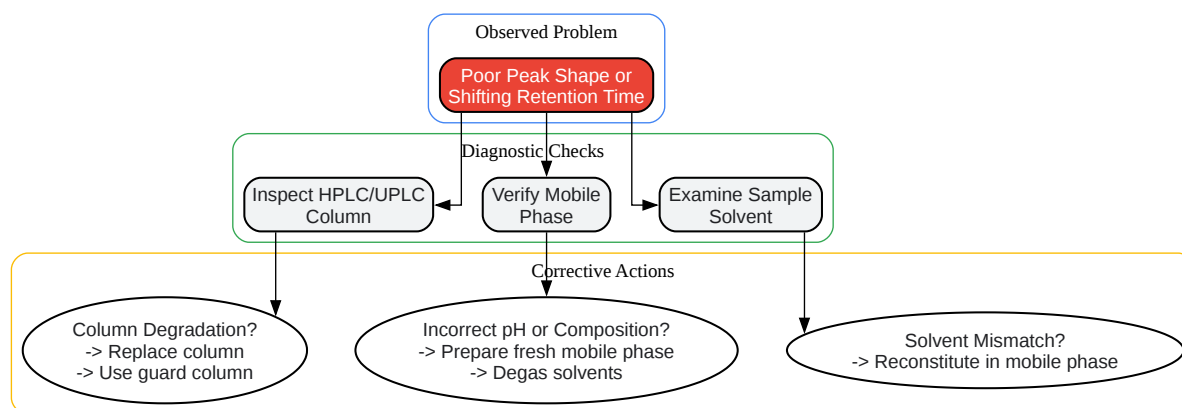 Observed Problem
Poor Peak Shape or
Shifting Retention Time
Diagnostic Checks
Inspect HPLC/UPLC
Column
Verify Mobile
Phase
Examine Sample
Solvent
Corrective Actions
Column Degradation?
-> Replace column
-> Use guard column
Incorrect pH or Composition?
-> Prepare fresh mobile phase
-> Degas solvents
Solvent Mismatch?
-> Reconstitute in mobile phase